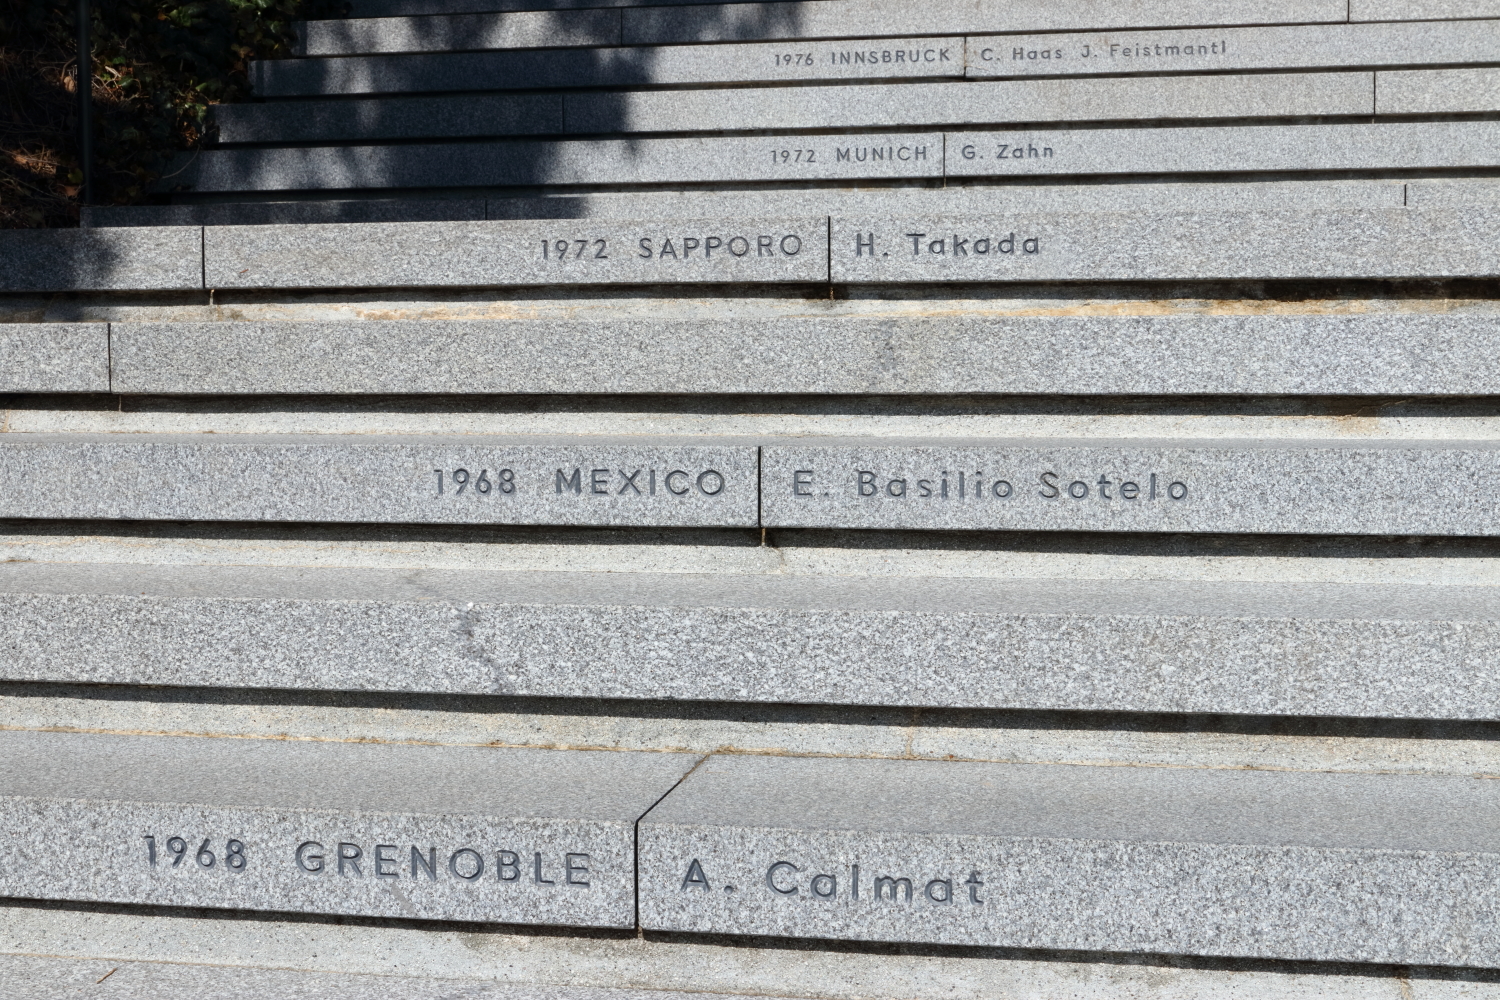 1976 INNSBRUCK C. Haas J. Feistmantl
1972 MUNICH G. Zahn
1972 SAPPORO H. Takada
1968 MEXICO E. Basilio Sotelo
1968 GRENOBLE A. Calmat